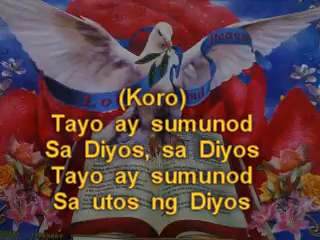 (Koro)
Tayo ay sumunod
Sa Diyos, sa Diyos
Tayo ay sumunod
Sa utos ng Diyos